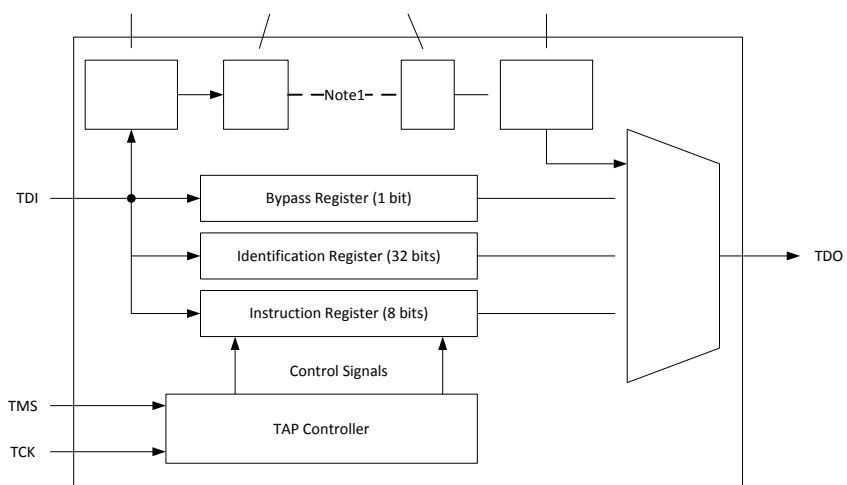 Note1
TDI
Bypass Register (1 bit)
Identification Register (32 bits)
TDO
Instruction Register (8 bits)
Control Signals
TMS
TAP Controller
TCK